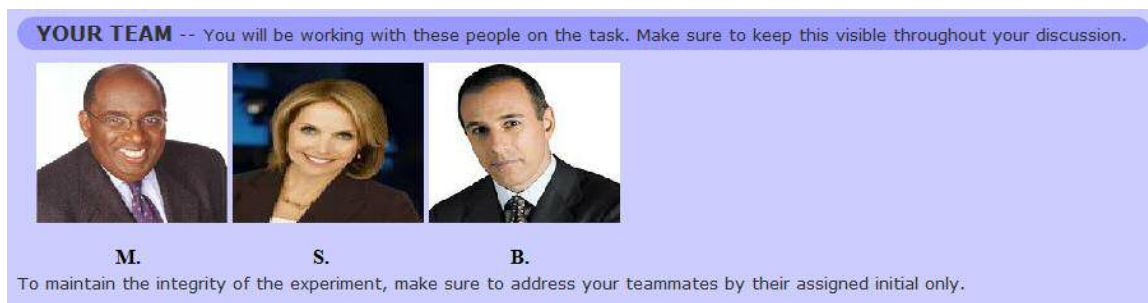 YOUR TEAM -- You will be working with these people on the task. Make sure to keep this visible throughout your discussion.
M. S. B.
To maintain the integrity of the experiment, make sure to address your teammates by their assigned initial only.